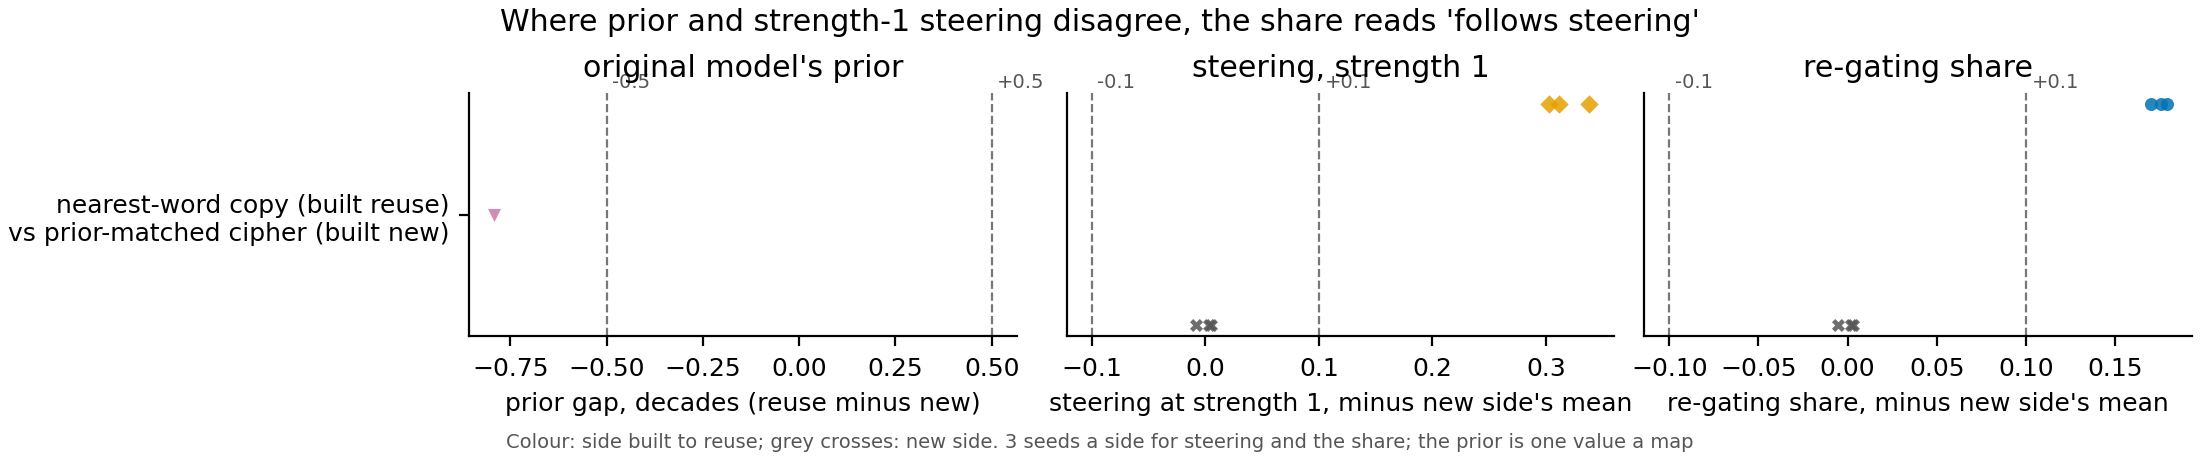 Where prior and strength-1 steering disagree, the share reads 'follows steering'
original model's prior
steering, strength 1
re-gating share
-0.5
+0.5
-0.1
+0.1
-0.1
+0.1
nearest-word copy (built reuse)
vs prior-matched cipher (built new)
−0.75 −0.50 −0.25 0.00 0.25 0.50
−0.1 0.0 0.1 0.2 0.3
−0.10 −0.05 0.00 0.05 0.10 0.15
prior gap, decades (reuse minus new)
steering at strength 1, minus new side's mean
re-gating share, minus new side's mean
Colour: side built to reuse; grey crosses: new side. 3 seeds a side for steering and the share; the prior is one value a map